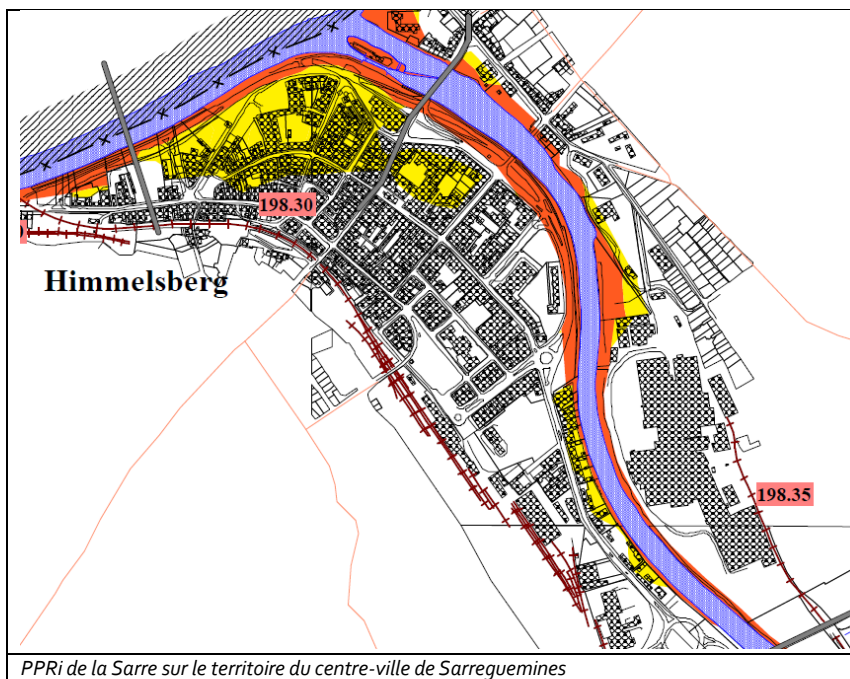 198.30
Himmelsberg
198.35
PPRi de la Sarre sur le territoire du centre-ville de Sarreguemines